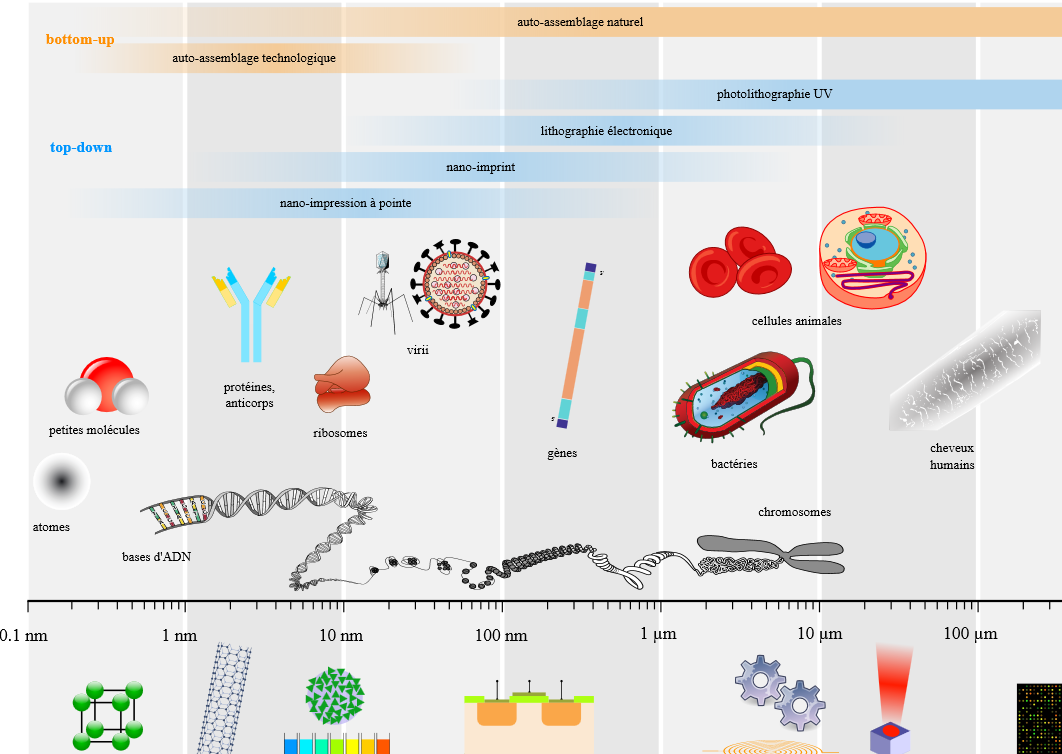 auto-assemblage naturel
bottom-up
auto-assemblage technologique
photolithographie UV
lithographie électronique
top-down
nano-imprint
nano-impression à pointe
cellules animales
virii
protéines,
anticorps
petites molécules
ribosomes
gènes
bactéries
cheveux
humains
atomes
chromosomes
bases d'ADN
0.1 nm
1 nm
10 nm
100 nm
1 µm
10 µm
100 µm